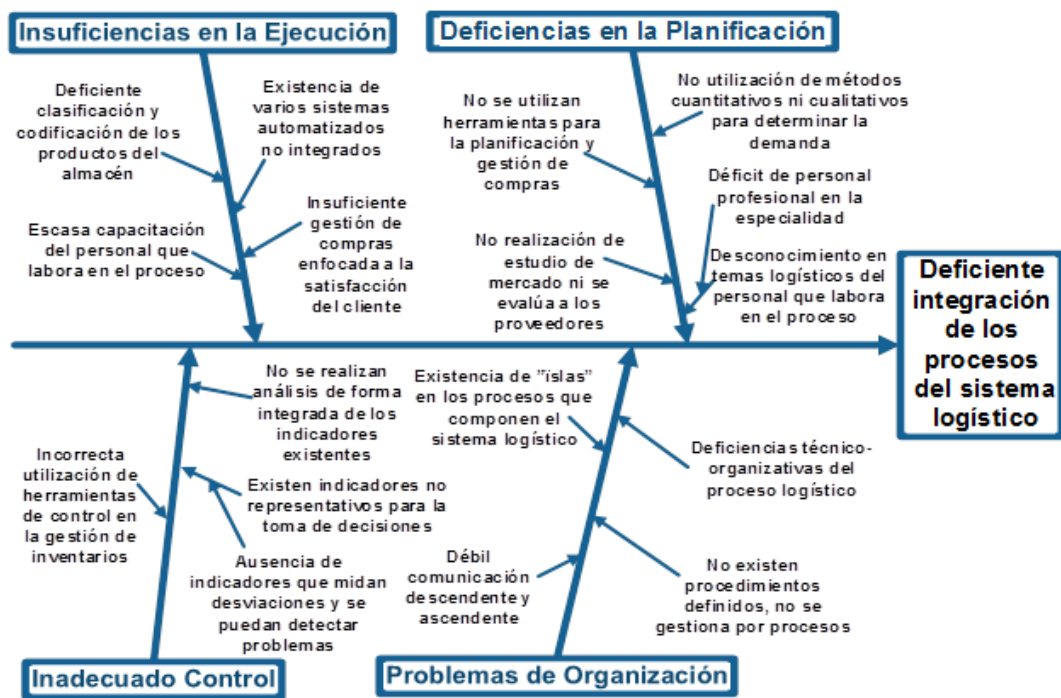 Insuficiencias en la Ejecución
Deficiencias en la Planificación
Deficiente
clasificación y
codificación de los
productos del
almacén
Existencia de
varios sistemas
automatizados
no integrados
Escasa capacitación
del personal que
labora en el proceso
Insuficiente
gestión de
compras
enfocada a la
satisfacción
del cliente
No se utilizan
herramientas para
la planificación y
gestión de
compras
No utilización de métodos
cuantitativos ni cualitativos
para determinar la
demanda
Déficit de personal
profesional en la
especialidad
No realización de
estudio de
mercado ni se
evalúa a los
proveedores
Desconocimiento en
temas logísticos del
personal que labora
en el proceso
Deficiente
integración
de los
procesos
del sistema
logístico
No se realizan
análisis de forma
integrada de los
indicadores
existentes
Incorrecta
utilización de
herramientas
de control en
la gestión de
inventarios
Existen indicadores no
representativos para la
toma de decisiones
Ausencia de
indicadores que midan
desviaciones y se
puedan detectar
problemas
Existencia de "ïslas"
en los procesos que
componen el
sistema logístico
Deficiencias técnico-
organizativas del
proceso logístico
Débil
comunicación
descendente y
ascendente
No existen
procedimientos
definidos, no se
gestiona por procesos
Inadecuado Control
Problemas de Organización